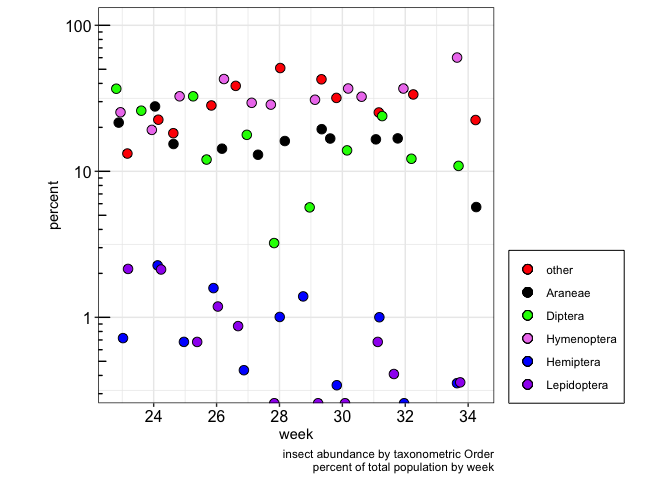 100
10
1
percent
24
26
28
30
32
34
week
other
Araneae
Diptera
Hymenoptera
Hemiptera
Lepidoptera
insect abundance by taxonometric Order
percent of total population by week